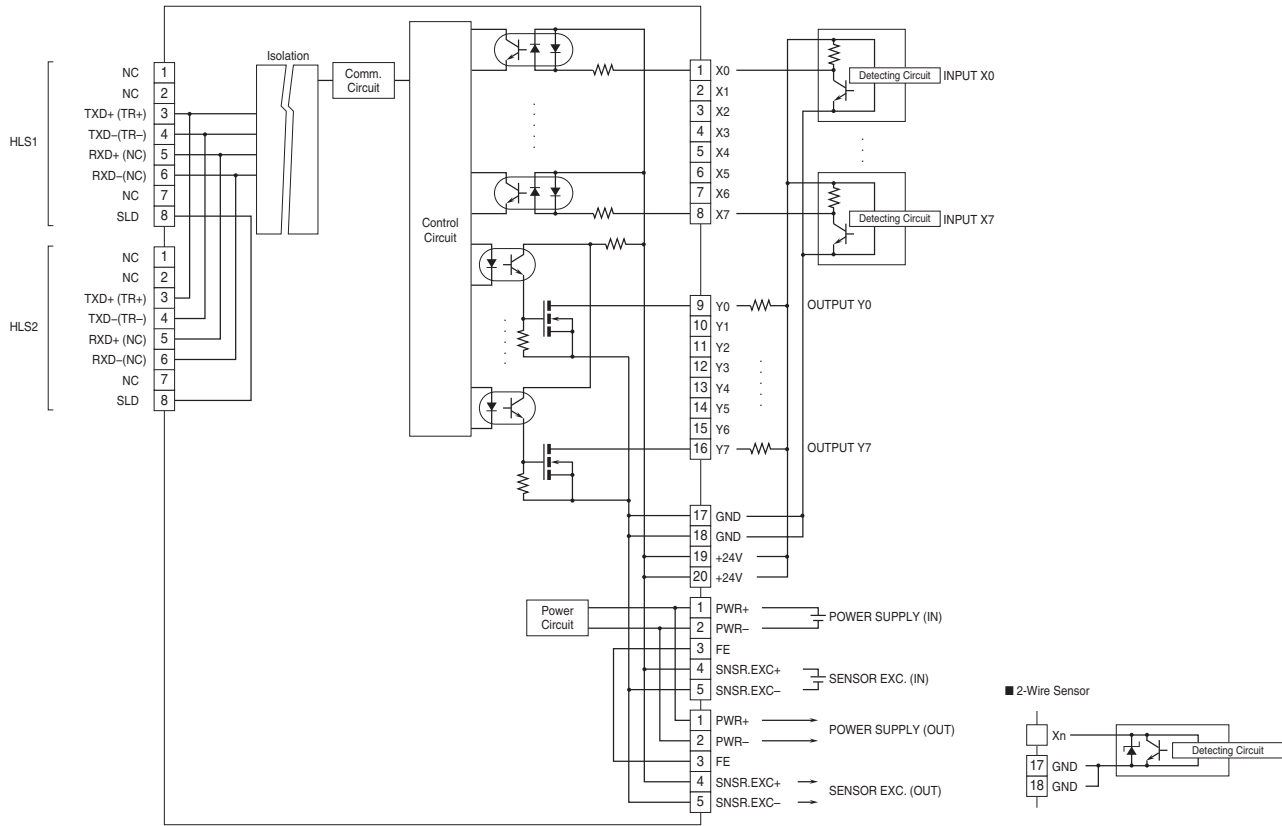 HLS1
NC 1
NC 2
TXD+ (TR+) 3
TXD–(TR–) 4
RXD+ (NC) 5
RXD–(NC) 6
NC 7
SLD 8
HLS2
NC 1
NC 2
TXD+ (TR+) 3
TXD–(TR–) 4
RXD+ (NC) 5
RXD–(NC) 6
NC 7
SLD 8
Isolation
Comm.
Circuit
Control
Circuit
Power
Circuit
1 X0
2 X1
3 X2
4 X3
5 X4
6 X5
7 X6
8 X7
Detecting Circuit INPUT X0
Detecting Circuit INPUT X7
9 Y0 OUTPUT Y0
10 Y1
11 Y2
12 Y3
13 Y4
14 Y5
15 Y6
16 Y7 OUTPUT Y7
17 GND
18 GND
19 +24V
20 +24V
1 PWR+
2 PWR–
POWER SUPPLY (IN)
3 FE
4 SNSR.EXC+
5 SNSR.EXC–
SENSOR EXC. (IN)
1 PWR+
2 PWR–
POWER SUPPLY (OUT)
3 FE
4 SNSR.EXC+
5 SNSR.EXC–
SENSOR EXC. (OUT)
■ 2-Wire Sensor
Xn
Detecting Circuit
17 GND
18 GND